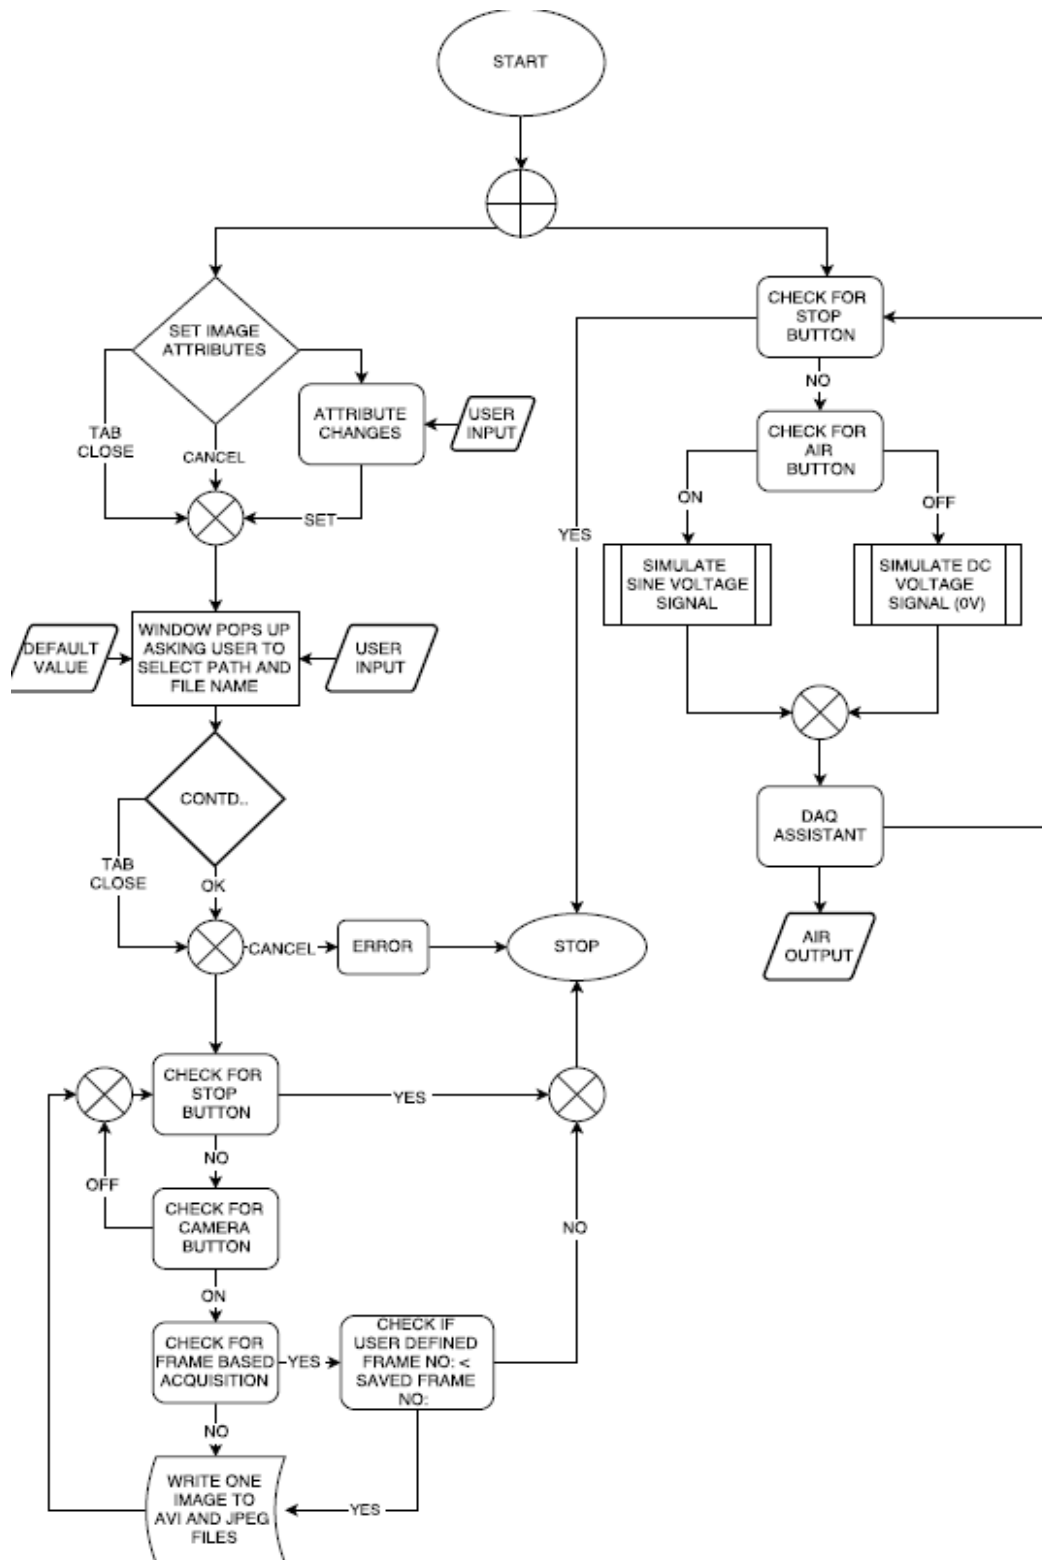 START
SET IMAGE
ATTRIBUTES
CHECK FOR
STOP
BUTTON
NO
TAB
CLOSE
CANCEL
ATTRIBUTE
CHANGES
USER
INPUT
SET
CHECK FOR
AIR
BUTTON
ON
OFF
YES
SIMULATE
SINE VOLTAGE
SIGNAL
SIMULATE DC
VOLTAGE
SIGNAL (0V)
DEFAULT
VALUE
WINDOW POPS UP
ASKING USER TO
SELECT PATH AND
FILE NAME
USER
INPUT
CONTD..
TAB
CLOSE
OK
DAQ
ASSISTANT
CANCEL
ERROR
STOP
AIR
OUTPUT
CHECK FOR
STOP
BUTTON
YES
NO
OFF
CHECK FOR
CAMERA
BUTTON
NO
ON
CHECK FOR
FRAME BASED
ACQUISITION
YES
CHECK IF
USER DEFINED
FRAME NO: <
SAVED FRAME
NO:
NO
WRITE ONE
IMAGE TO
AVI AND JPEG
FILES
YES